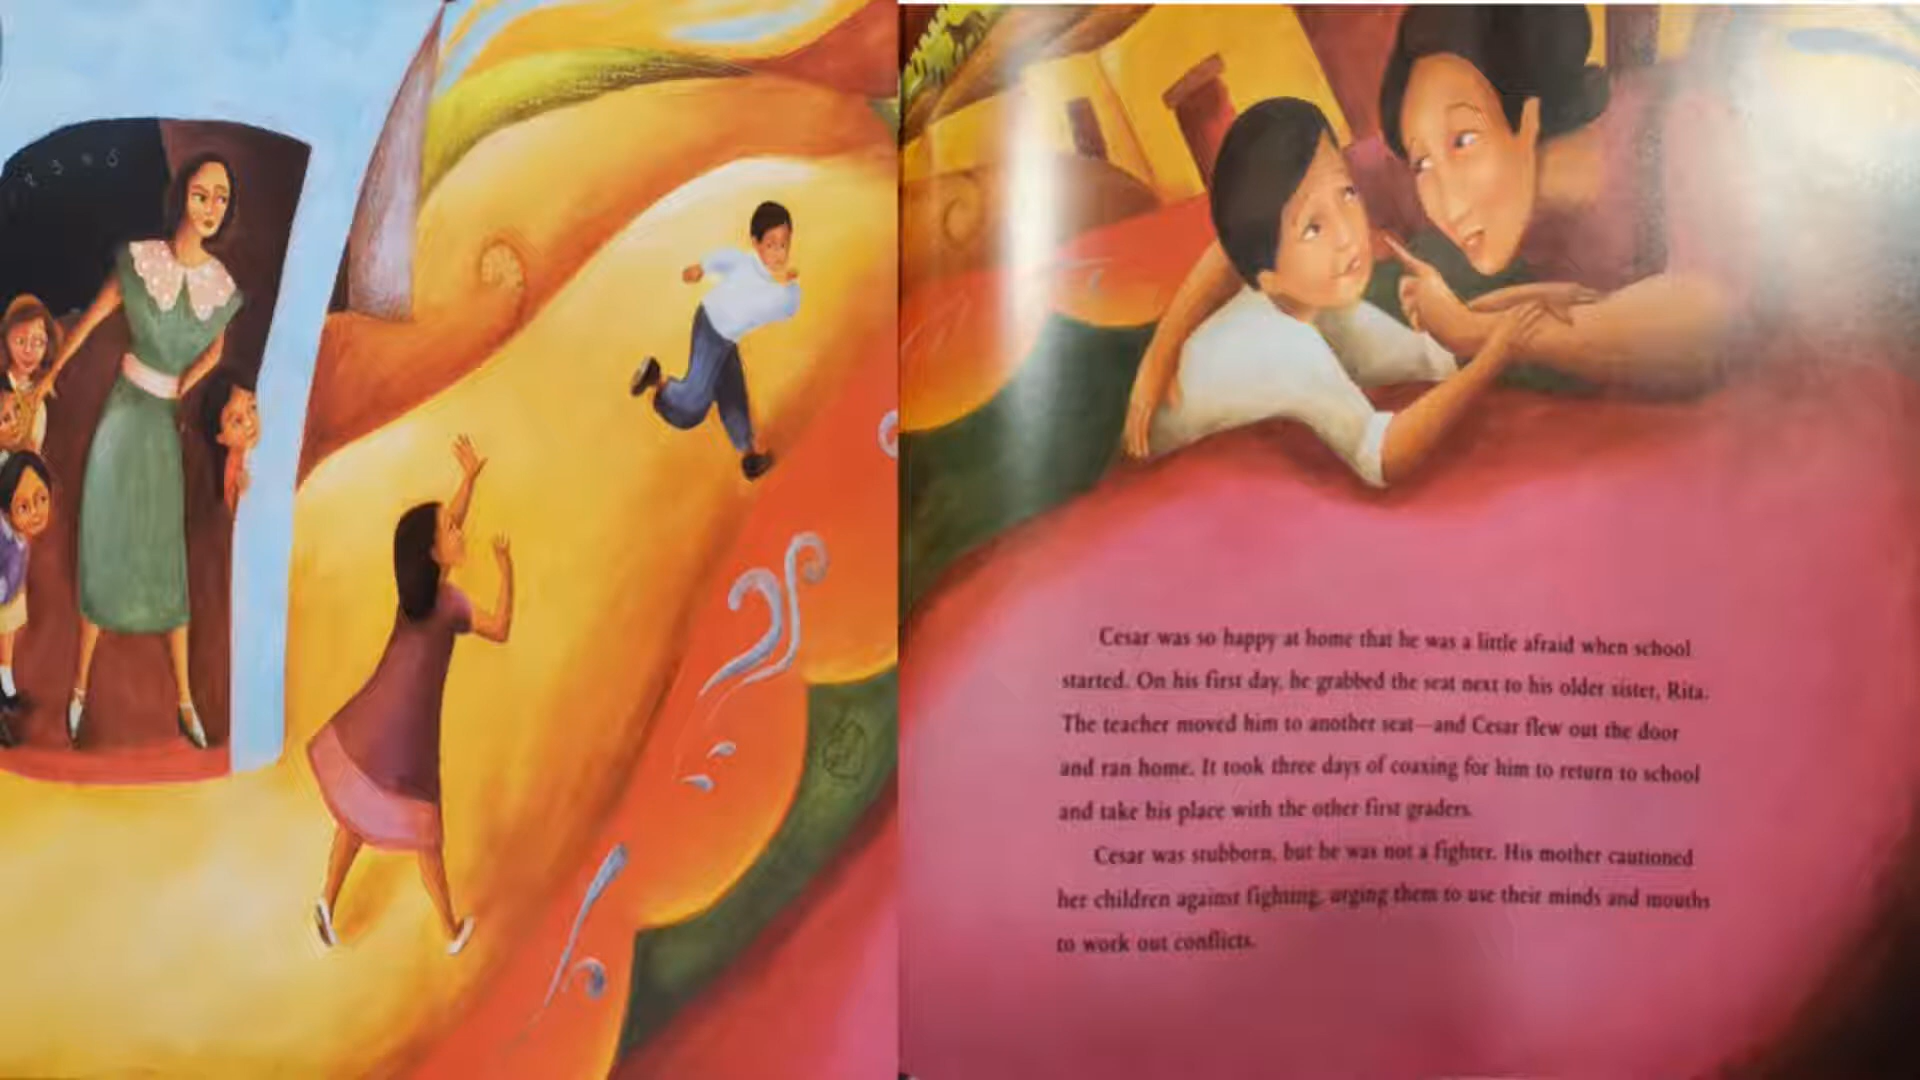 2 3 4 5
Cesar was so happy at home that he was a little afraid when school
started. On his first day, he grabbed the seat next to his older sister, Rita.
The teacher moved him to another seat—and Cesar flew out the door
and ran home. It took three days of coaxing for him to return to school
and take his place with the other first graders.
Cesar was stubborn, but he was not a fighter. His mother cautioned
her children against fighting, urging them to use their minds and mouths
to work out conflicts.